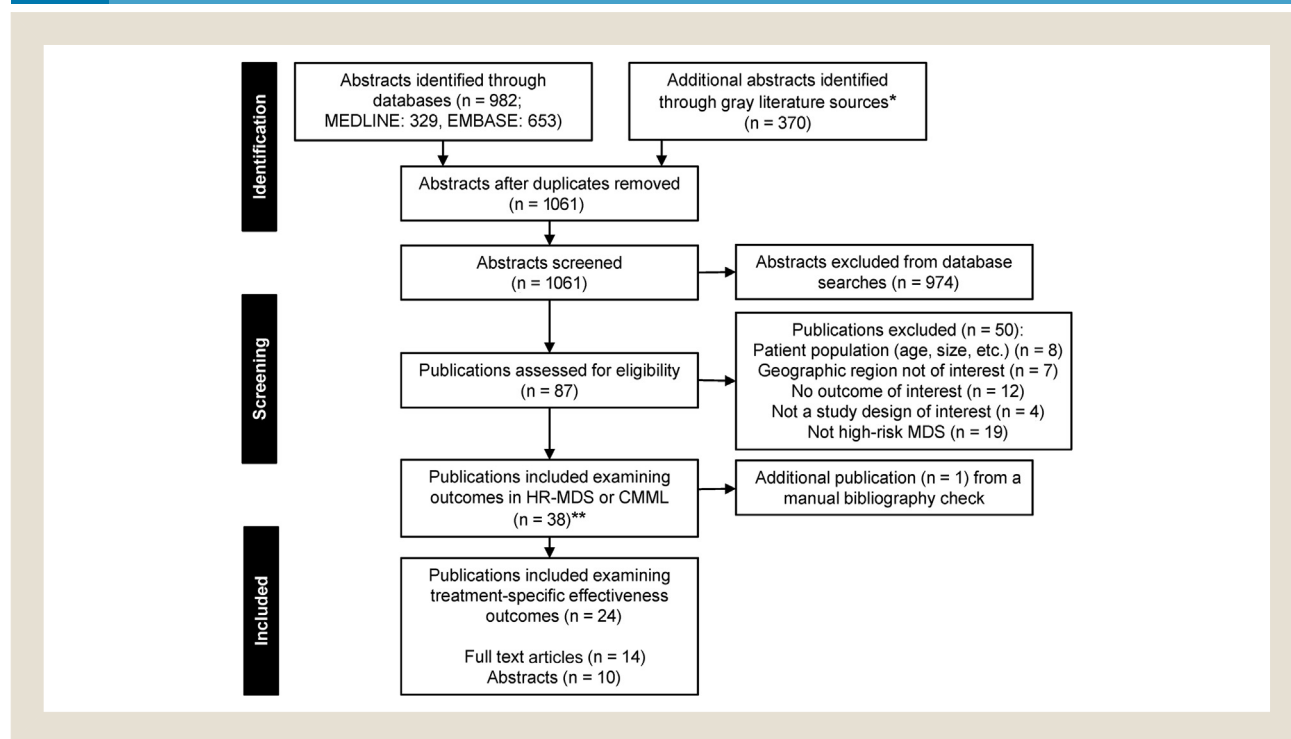 Identification
Abstracts identified through
databases (n = 982;
MEDLINE: 329, EMBASE: 653)
Additional abstracts identified
through gray literature sources*
(n = 370)
Abstracts after duplicates removed
(n = 1061)
Abstracts screened
(n = 1061)
Abstracts excluded from database
searches (n = 974)
Screening
Publications assessed for eligibility
(n = 87)
Publications excluded (n = 50):
Patient population (age, size, etc.) (n = 8)
Geographic region not of interest (n = 7)
No outcome of interest (n = 12)
Not a study design of interest (n = 4)
Not high-risk MDS (n = 19)
Publications included examining
outcomes in HR-MDS or CMML
(n = 38)**
Additional publication (n = 1) from a
manual bibliography check
Included
Publications included examining
treatment-specific effectiveness
outcomes (n = 24)
Full text articles (n = 14)
Abstracts (n = 10)